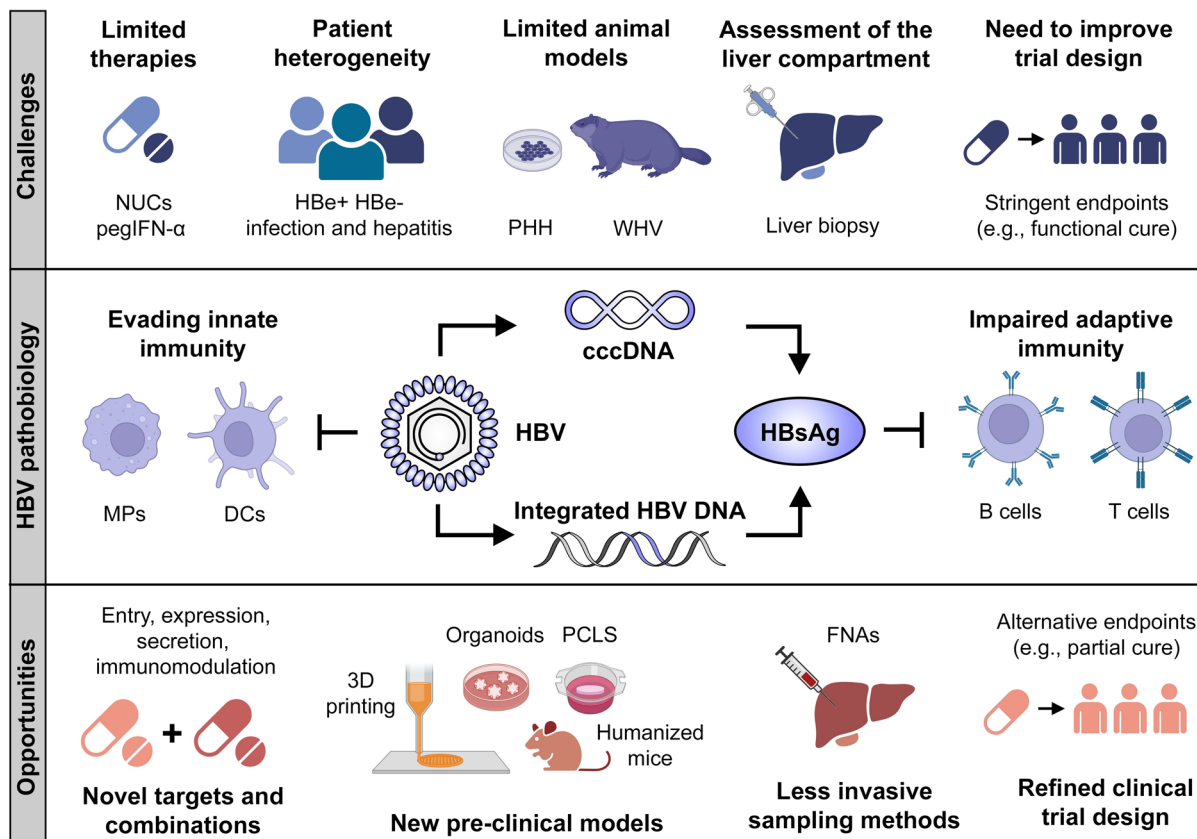 Challenges
Limited
therapies
NUCs
pegIFN-α
Patient
heterogeneity
HBe+ HBe-
infection and hepatitis
Limited animal
models
PHH
WHV
Assessment of the
liver compartment
Liver biopsy
Need to improve
trial design
Stringent endpoints
(e.g., functional cure)
HBV pathobiology
Evading innate
immunity
MPs
DCs
HBV
cccDNA
Integrated HBV DNA
HBsAg
Impaired adaptive
immunity
B cells
T cells
Opportunities
Entry, expression,
secretion,
immunomodulation
+
Novel targets and
combinations
3D
printing
Organoids
PCLS
Humanized
mice
New pre-clinical models
FNAs
Less invasive
sampling methods
Alternative endpoints
(e.g., partial cure)
Refined clinical
trial design